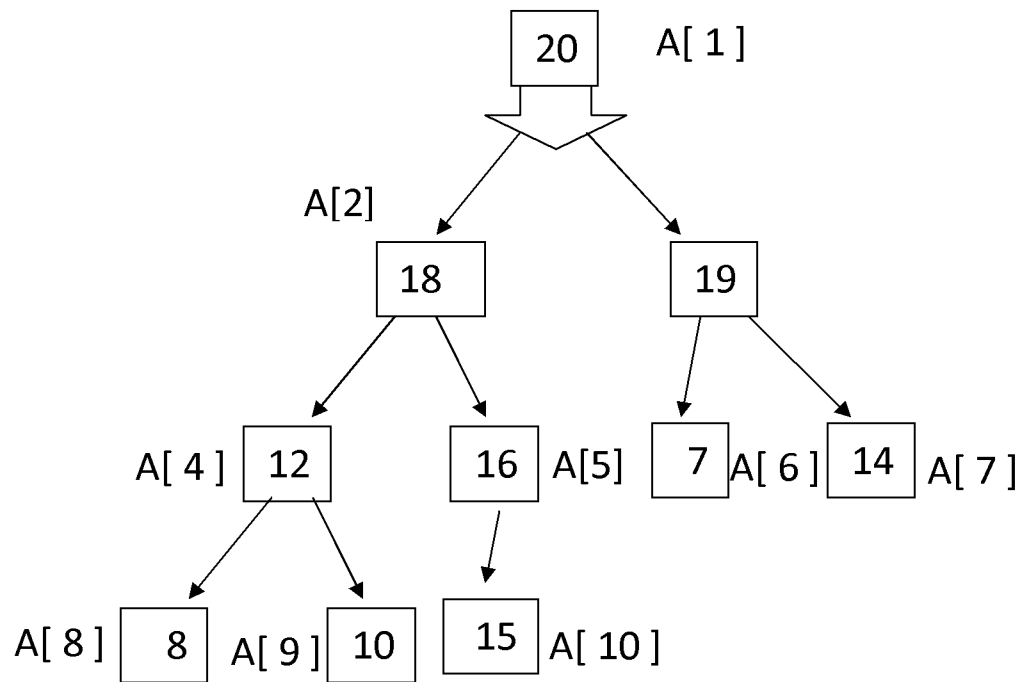 20 A[ 1 ]
A[2]
18 19
A[ 4 ] 12 16 A[5] 7 A[ 6 ] 14 A[ 7 ]
A[ 8 ] 8 A[ 9 ] 10 15 A[ 10 ]